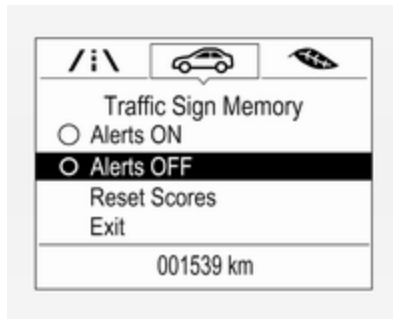 Traffic Sign Memory
Alerts ON
Alerts OFF
Reset Scores
Exit
001539 km